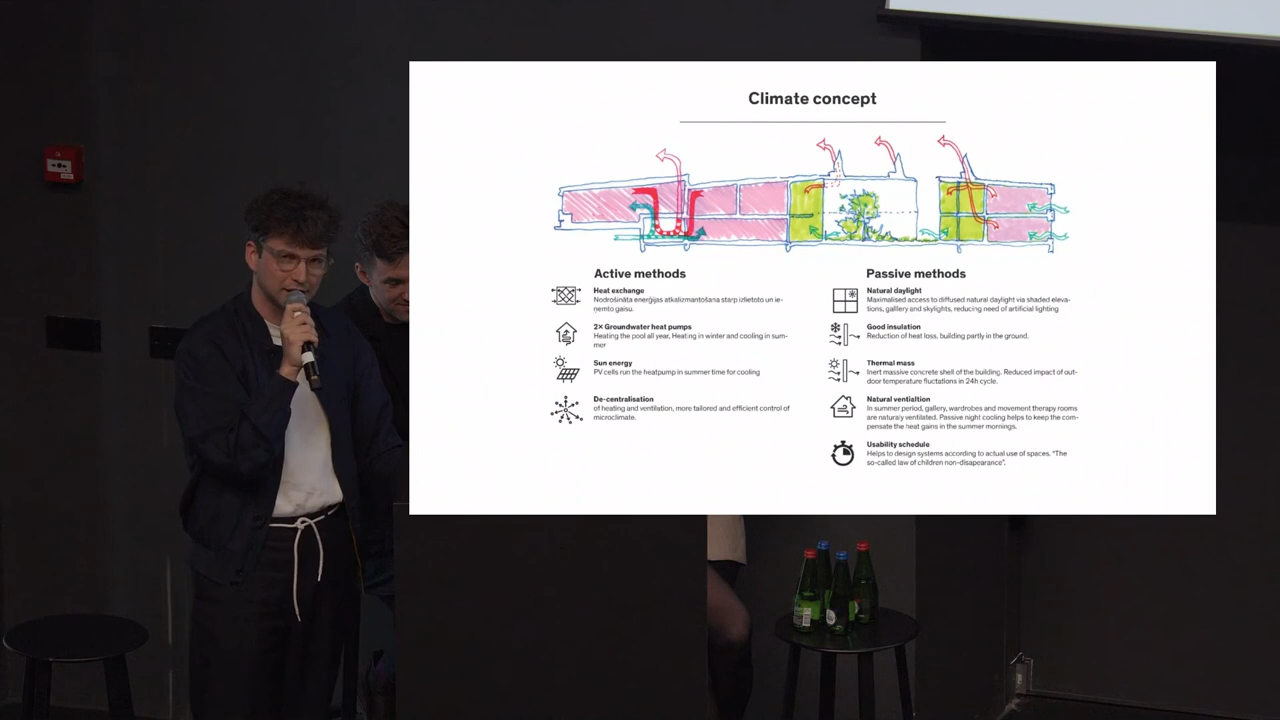 Climate concept
Active methods
Heat exchange
Nodrošināta enerģijas atkalizmantošana starp izlietoto un ie-
ņemto gaisu.
2× Groundwater heat pumps
Heating the pool all year, Heating in winter and cooling in sum-
mer
Sun energy
PV cells run the heatpump in summer time for cooling
De-centralisation
of heating and ventilation, more tailored and efficient control of
microclimate.
Passive methods
Natural daylight
Maximalised access to diffused natural daylight via shaded eleva-
tions, galllery and skylights, reducing need of artificial lighting
Good insulation
Reduction of heat loss, building partly in the ground.
Thermal mass
Inert massive concrete shell of the building. Reduced impact of out-
door temperature fluctations in 24h cycle.
Natural ventialtion
In summer period, gallery, wardrobes and movement therapy rooms
are naturaly ventilated. Passive night cooling helps to keep the com-
pensate the heat gains in the summer mornings.
Usability schedule
Helps to design systems according to actual use of spaces. "The
so-called law of children non-disapearance".